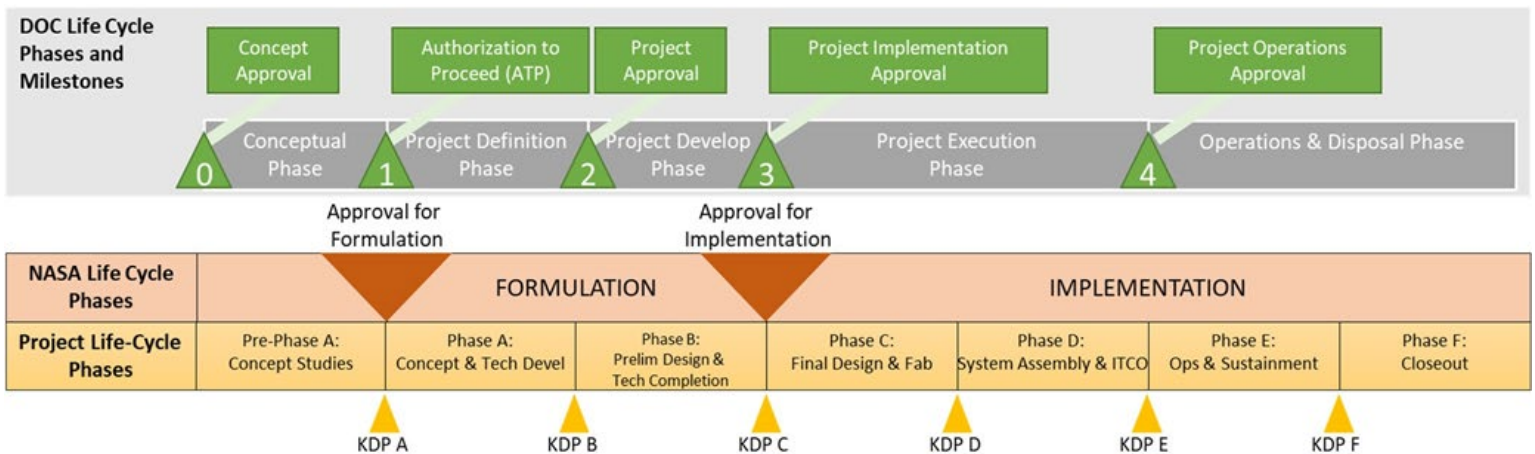 DOC Life Cycle
Phases and
Milestones
Concept
Approval
Authorization to
Proceed (ATP)
Project
Approval
Project Implementation
Approval
Project Operations
Approval
0
Conceptual
Phase
1
Project Definition
Phase
2
Project Develop
Phase
3
Project Execution
Phase
4
Operations & Disposal Phase
Approval for
Formulation
Approval for
Implementation
NASA Life Cycle
Phases
FORMULATION
IMPLEMENTATION
Project Life-Cycle
Phases
Pre-Phase A:
Concept Studies
Phase A:
Concept & Tech Devel
Phase B:
Prelim Design &
Tech Completion
Phase C:
Final Design & Fab
Phase D:
System Assembly & ITCO
Phase E:
Ops & Sustainment
Phase F:
Closeout
KDP A
KDP B
KDP C
KDP D
KDP E
KDP F